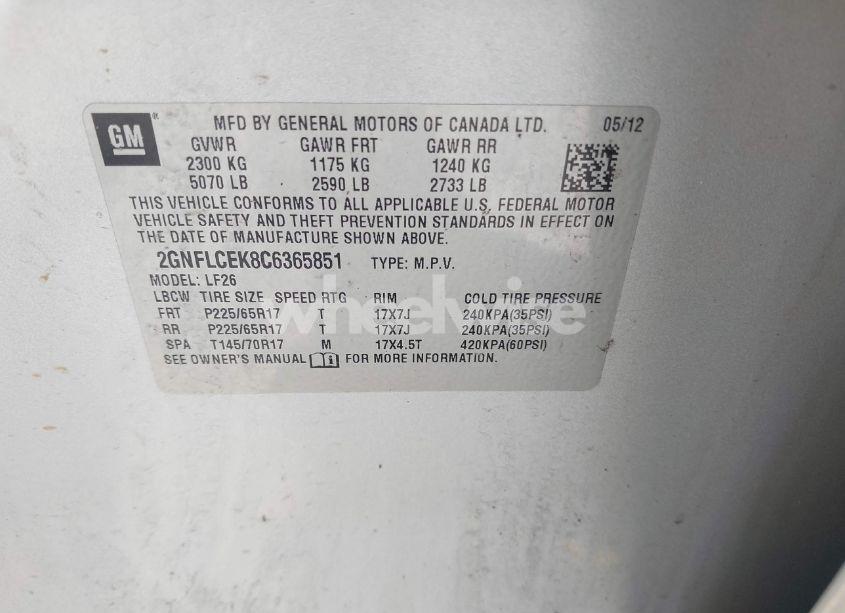 GM ® MFD BY GENERAL MOTORS OF CANADA LTD. 05/12
GVWR GAWR FRT GAWR RR
2300 KG 1175 KG 1240 KG
5070 LB 2590 LB 2733 LB
THIS VEHICLE CONFORMS TO ALL APPLICABLE U.S. FEDERAL MOTOR
VEHICLE SAFETY AND THEFT PREVENTION STANDARDS IN EFFECT ON
THE DATE OF MANUFACTURE SHOWN ABOVE.
2GNFLCEK8C6365851 TYPE: M.P.V.
MODEL: LF26
LBCW TIRE SIZE SPEED RTG RIM COLD TIRE PRESSURE
FRT P225/65R17 T 17X7J 240KPA(35PSI)
RR P225/65R17 T 17X7J 240KPA(35PSI)
SPA T145/70R17 M 17X4.5T 420KPA(60PSI)
SEE OWNER'S MANUAL i FOR MORE INFORMATION.